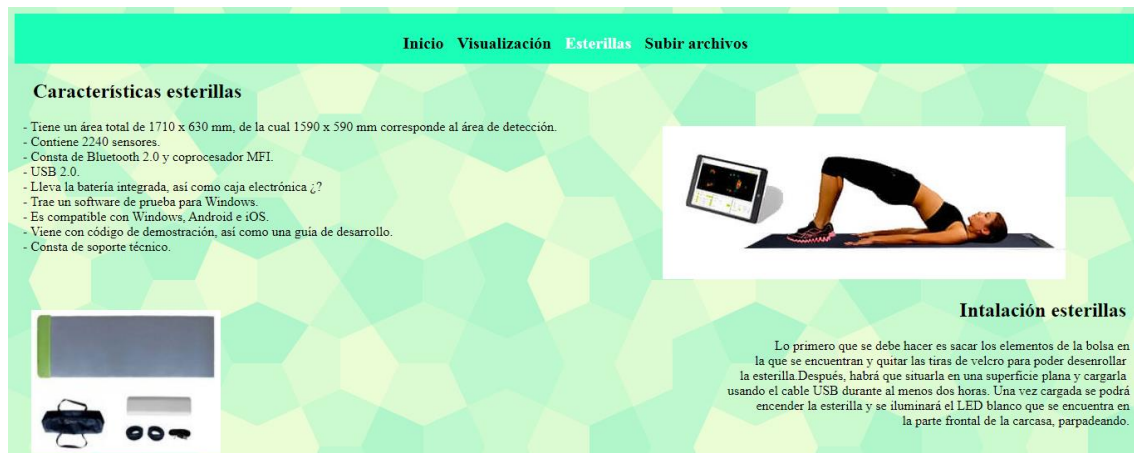 Inicio Visualización Esterillas Subir archivos
Características esterillas
- Tiene un área total de 1710 x 630 mm, de la cual 1590 x 590 mm corresponde al área de detección.
- Contiene 2240 sensores.
- Consta de Bluetooth 2.0 y coprocesador MFI.
- USB 2.0.
- Lleva la batería integrada, así como caja electrónica ¿?
- Trae un software de prueba para Windows.
- Es compatible con Windows, Android e iOS.
- Viene con código de demostración, así como una guía de desarrollo.
- Consta de soporte técnico.
Intalación esterillas
Lo primero que se debe hacer es sacar los elementos de la bolsa en
la que se encuentran y quitar las tiras de velcro para poder desenrollar
la esterilla.Después, habrá que situarla en una superficie plana y cargarla
usando el cable USB durante al menos dos horas. Una vez cargada se podrá
encender la esterilla y se iluminará el LED blanco que se encuentra en
la parte frontal de la carcasa, parpadeando.